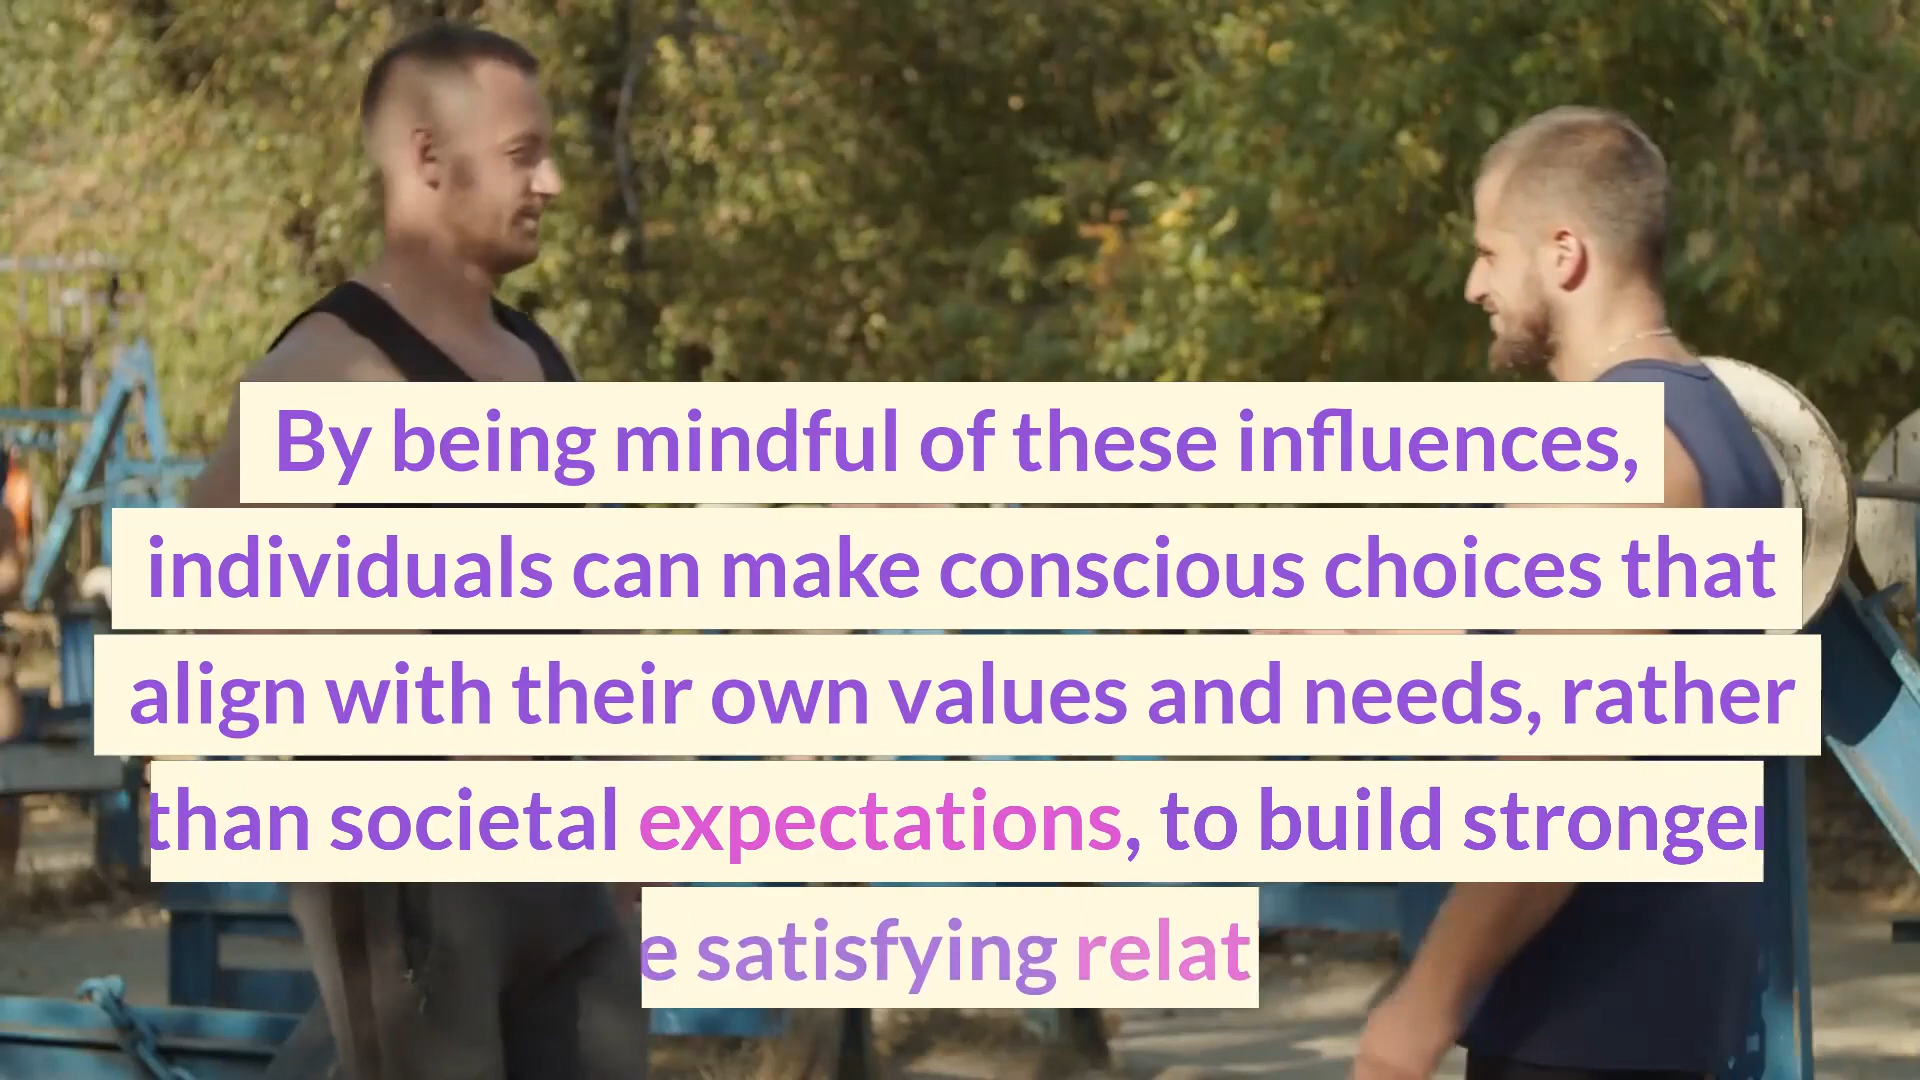 By being mindful of these influences,
individuals can make conscious choices that
align with their own values and needs, rather
than societal expectations, to build stronger
satisfying